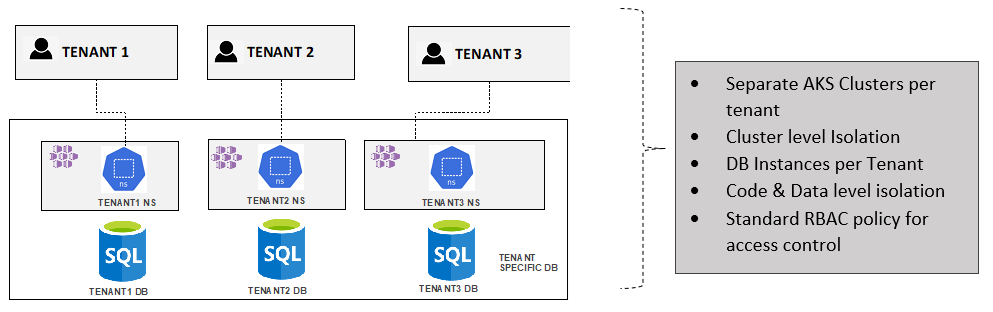 TENANT 1
TENANT 2
TENANT 3
ns
TENANT1 NS
ns
TENANT2 NS
ns
TENANT3 NS
SQL
TENANT1 DB
SQL
TENANT2 DB
SQL
TENANT3 DB
TENANT
SPECIFIC DB
• Separate AKS Clusters per
tenant
• Cluster level Isolation
• DB Instances per Tenant
• Code & Data level isolation
• Standard RBAC policy for
access control